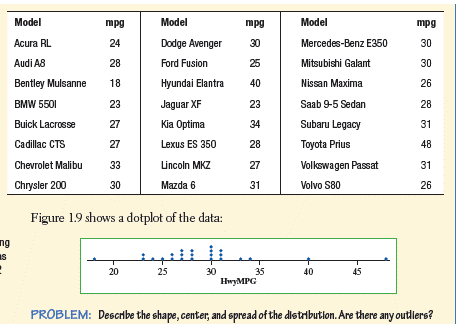 Model mpg Model mpg Model mpg
Acura RL 24 Dodge Avenger 30 Mercedes-Benz E350 30
Audi A8 28 Ford Fusion 25 Mitsubishi Galant 30
Bentley Mulsanne 18 Hyundai Elantra 40 Nissan Maxima 26
BMW 550I 23 Jaguar XF 23 Saab 9-5 Sedan 28
Buick Lacrosse 27 Kia Optima 34 Subaru Legacy 31
Cadillac CTS 27 Lexus ES 350 28 Toyota Prius 48
Chevrolet Malibu 33 Lincoln MKZ 27 Volkswagen Passat 31
Chrysler 200 30 Mazda 6 31 Volvo S80 26
Figure 1.9 shows a dotplot of the data:
ng
as
20 25 30 35 40 45
HwyMPG
PROBLEM: Describe the shape, center, and spread of the distribution. Are there any outliers?